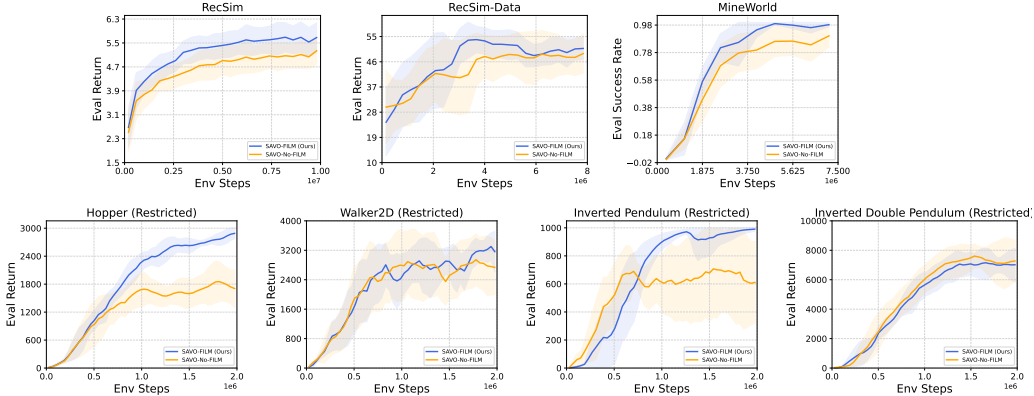 RecSim
Eval Return
6.3
5.5
4.7
3.9
3.1
2.3
1.5
SAVO-FILM (Ours)
SAVO-No-FILM
0.0 0.25 0.5 0.75 1.0
Env Steps
1e7
RecSim-Data
Eval Return
55
46
37
28
19
10
SAVO-FILM (Ours)
SAVO-No-FILM
0 2 4 6 8
Env Steps
1e6
MineWorld
Eval Success Rate
0.98
0.78
0.58
0.38
0.18
−0.02
SAVO-FILM (Ours)
SAVO-No-FILM
0.0 1.875 3.75 5.625 7.500
Env Steps
1e6
Hopper (Restricted)
Eval Return
3000
2400
1800
1200
600
0
SAVO-FILM (Ours)
SAVO-No-FILM
0.0 0.5 1.0 1.5 2.0
Env Steps
1e6
Walker2D (Restricted)
Eval Return
4000
3200
2400
1600
800
0
SAVO-FILM (Ours)
SAVO-No-FILM
0.0 0.5 1.0 1.5 2.0
Env Steps
1e6
Inverted Pendulum (Restricted)
Eval Return
1000
800
600
400
200
0
SAVO-FILM (Ours)
SAVO-No-FILM
0.0 0.5 1.0 1.5 2.0
Env Steps
1e6
Inverted Double Pendulum (Restricted)
Eval Return
10000
8000
6000
4000
2000
0
SAVO-FILM (Ours)
SAVO-No-FILM
0.0 0.5 1.0 1.5 2.0
Env Steps
1e6